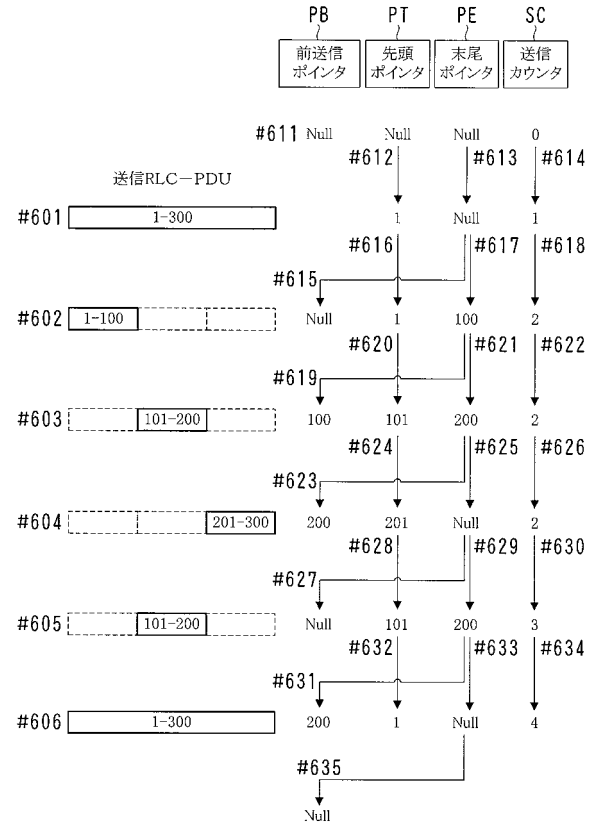 PB PT PE SC
前送信 先頭 末尾 送信
ポインタ ポインタ ポインタ カウンタ
#611 Null Null Null 0
#612 #613 #614
送信RLC－PDU
#601 1-300 1 Null 1
#616 #617 #618
#615
#602 1-100 Null 1 100 2
#620 #621 #622
#619
#603 101-200 100 101 200 2
#624 #625 #626
#623
#604 201-300 200 201 Null 2
#628 #629 #630
#627
#605 101-200 Null 101 200 3
#632 #633 #634
#631
#606 1-300 200 1 Null 4
#635
Null